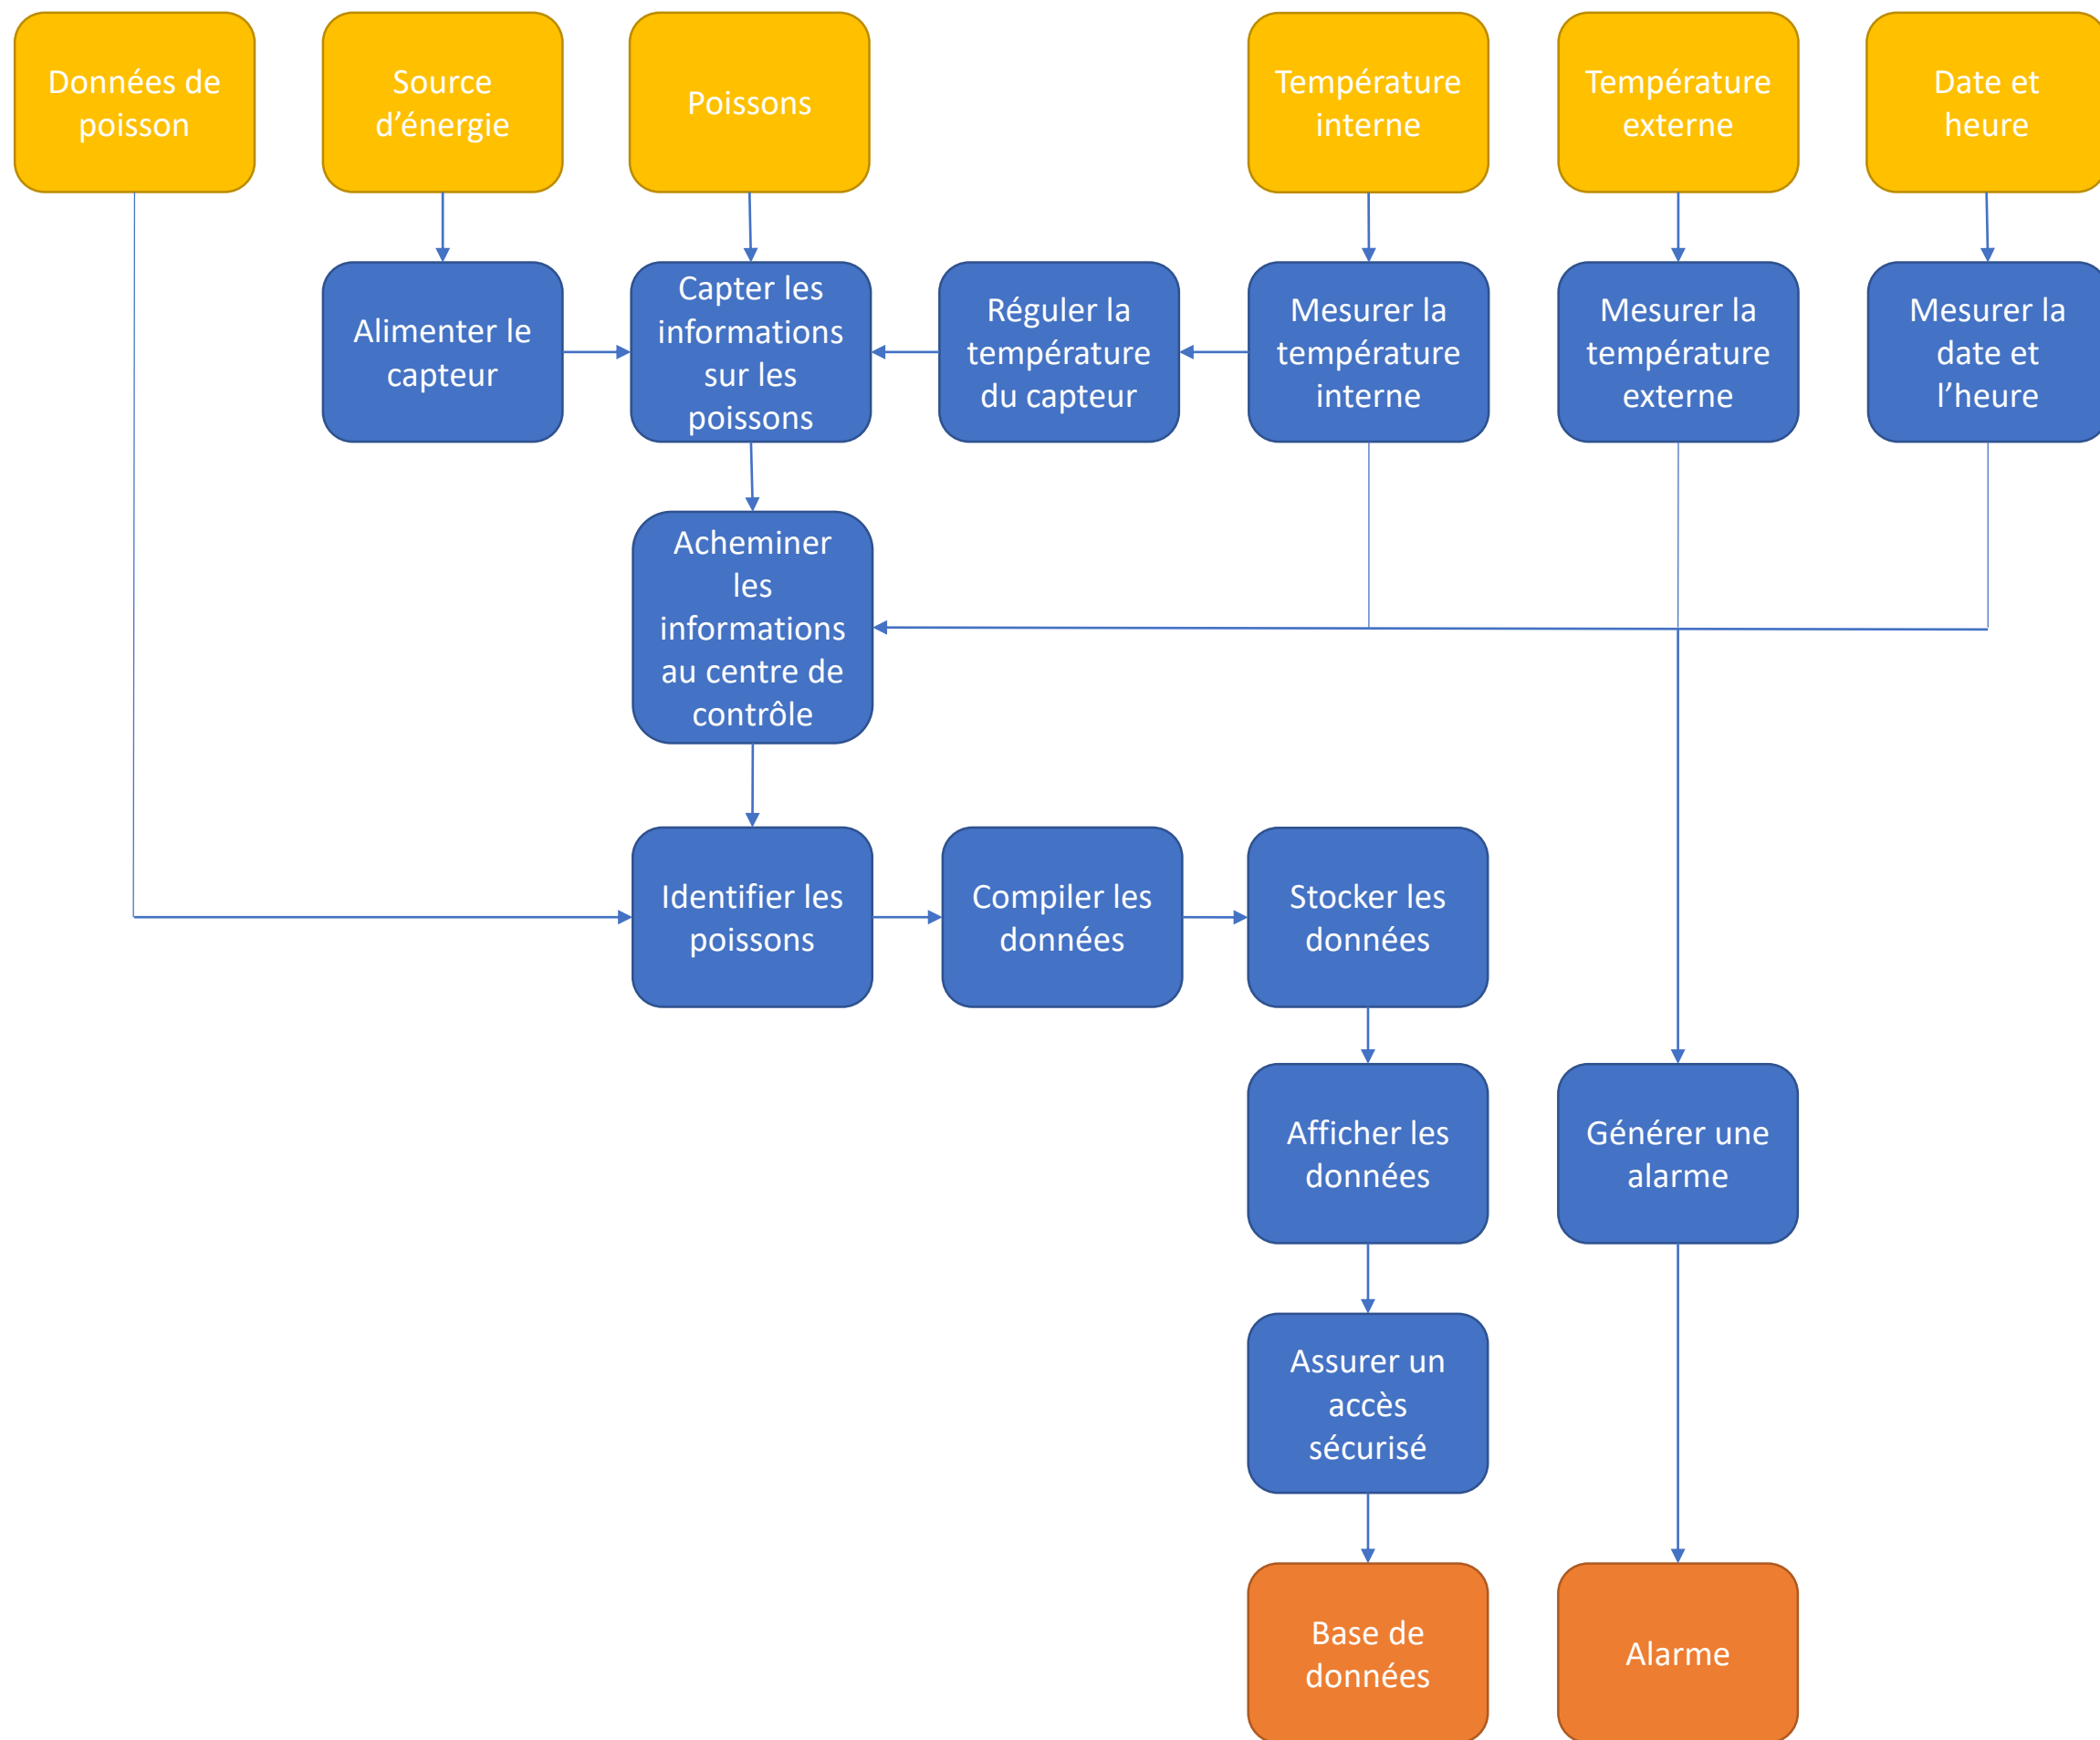 Données de
poisson
Source
d’énergie
Poissons
Température
interne
Température
externe
Date et
heure
Alimenter le
capteur
Capter les
informations
sur les
poissons
Réguler la
température
du capteur
Mesurer la
température
interne
Mesurer la
température
externe
Mesurer la
date et
l’heure
Acheminer
les
informations
au centre de
contrôle
Identifier les
poissons
Compiler les
données
Stocker les
données
Afficher les
données
Générer une
alarme
Assurer un
accès
sécurisé
Base de
données
Alarme